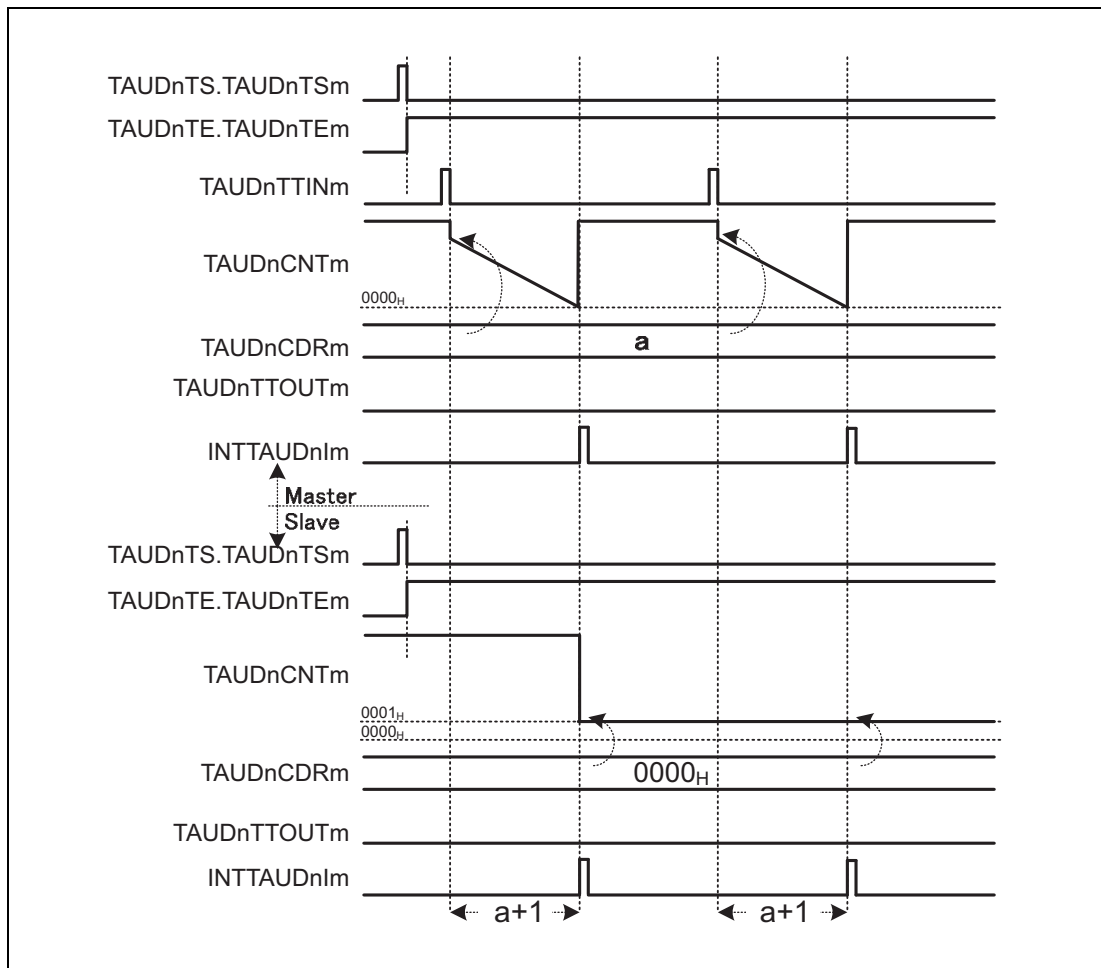 TAUDnTS.TAUDnTSm
TAUDnTE.TAUDnTEm
TAUDnTTINm
TAUDnCNTm
0000H
TAUDnCDRm
a
TAUDnTTOUTm
INTTAUDnIm
Master
Slave
TAUDnTS.TAUDnTSm
TAUDnTE.TAUDnTEm
TAUDnCNTm
0001H
0000H
TAUDnCDRm
0000H
TAUDnTTOUTm
INTTAUDnIm
a+1 a+1